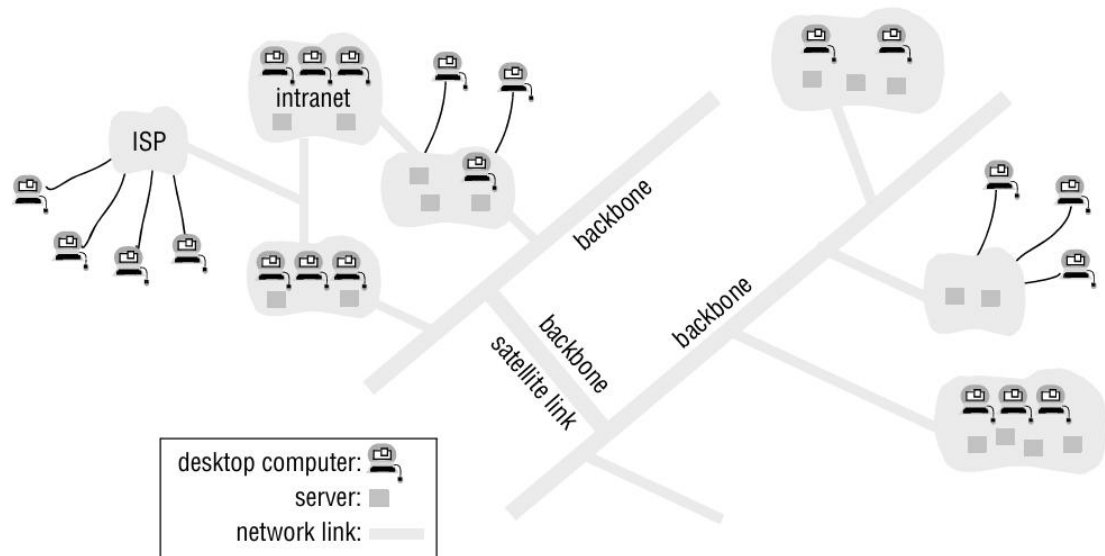 intranet
ISP
backbone
backbone
backbone
satellite link
desktop computer:
server:
network link: